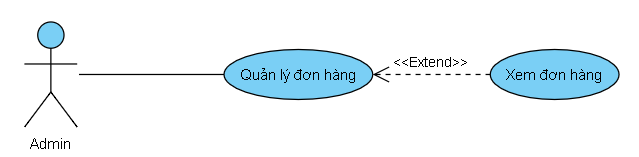 <<Extend>>
Quản lý đơn hàng
Xem đơn hàng
Admin